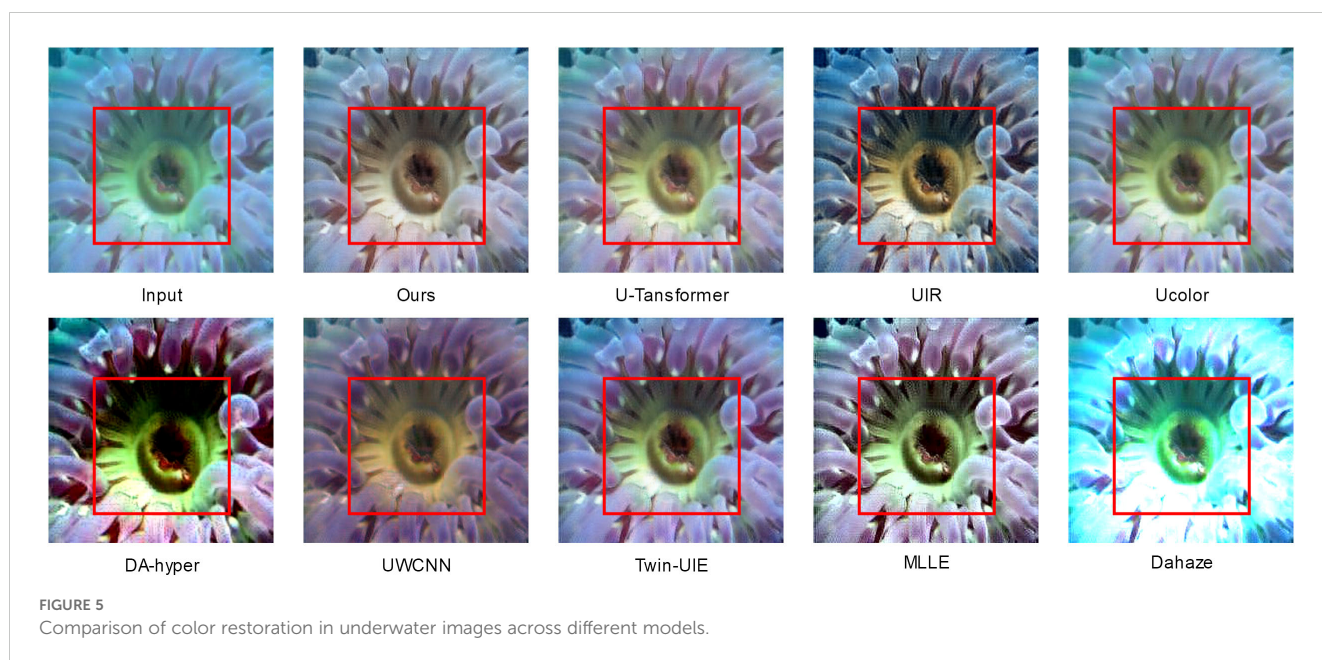 Input
Ours
U-Tansformer
UIR
Ucolor
DA-hyper
UWCNN
Twin-UIE
MLLE
Dahaze
FIGURE 5
Comparison of color restoration in underwater images across different models.